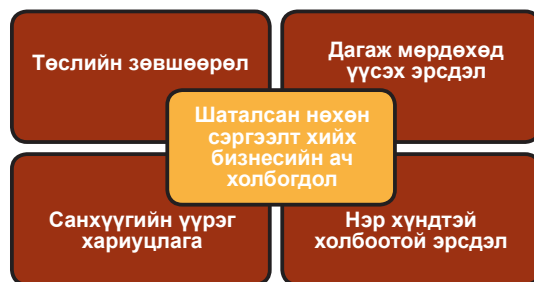 Төслийн зөвшөөрөл
Дагаж мөрдөхөд
үүсэх эрсдэл
Шаталсан нөхөн
сэргээлт хийх
бизнесийн ач
холбогдол
Санхүүгийн үүрэг
хариуцлага
Нэр хүндтэй
холбоотой эрсдэл